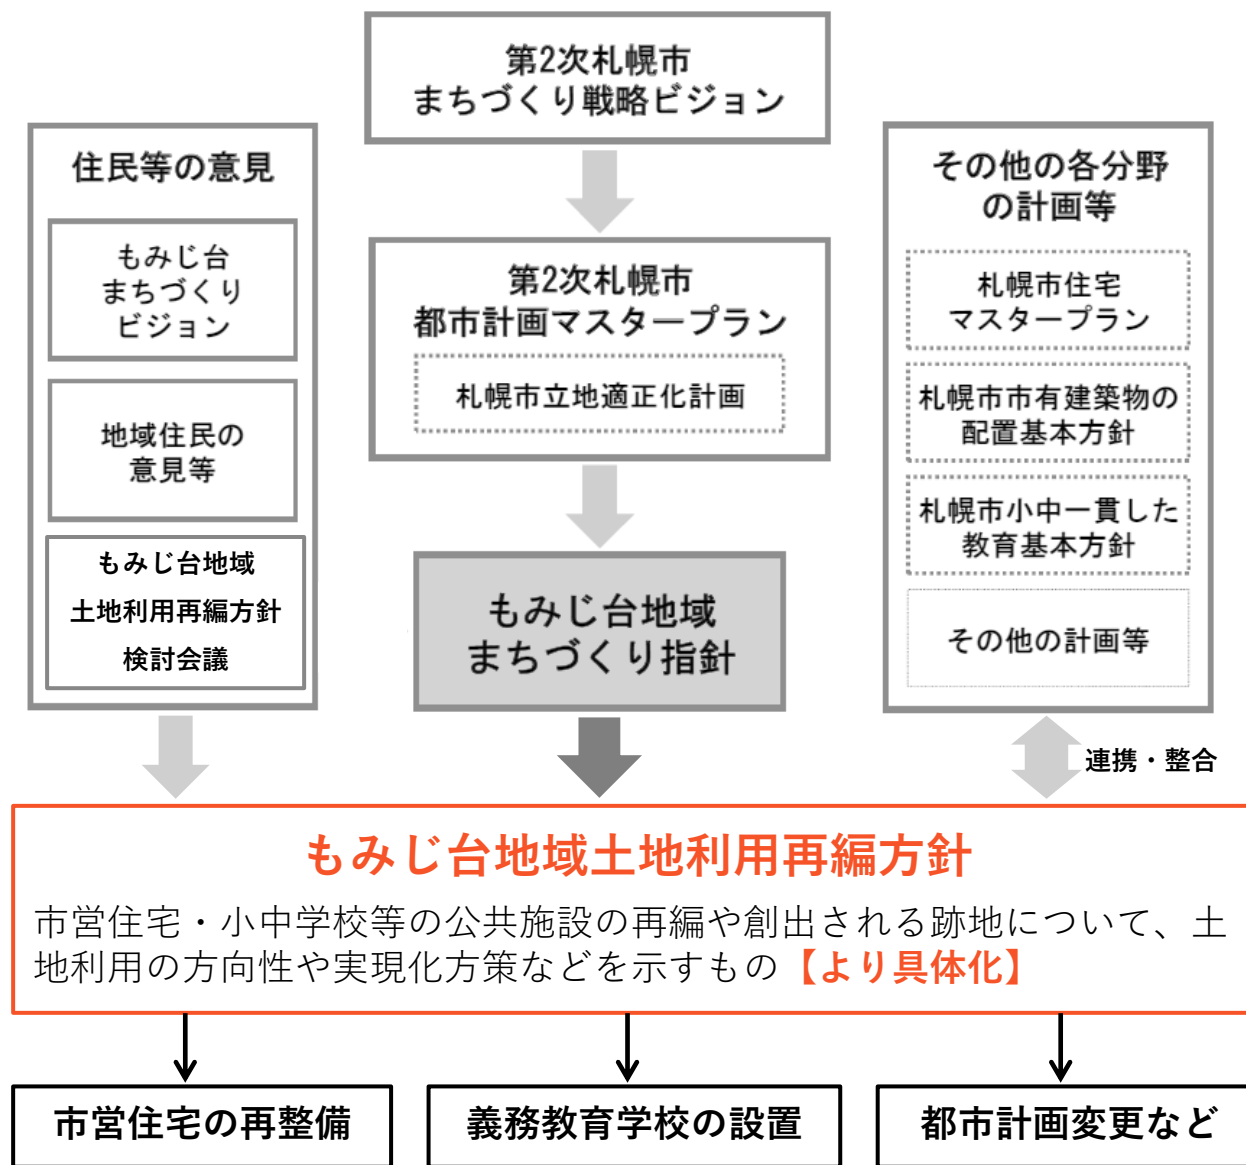 第2次札幌市
まちづくり戦略ビジョン
住民等の意見
もみじ台
まちづくり
ビジョン
地域住民の
意見等
もみじ台地域
土地利用再編方針
検討会議
第2次札幌市
都市計画マスタープラン
札幌市立地適正化計画
もみじ台地域
まちづくり指針
その他の各分野
の計画等
札幌市住宅
マスタープラン
札幌市市有建築物の
配置基本方針
札幌市小中一貫した
教育基本方針
その他の計画等
連携・整合
もみじ台地域土地利用再編方針
市営住宅・小中学校等の公共施設の再編や創出される跡地について、土
地利用の方向性や実現化方策などを示すもの【より具体化】
市営住宅の再整備
義務教育学校の設置
都市計画変更など